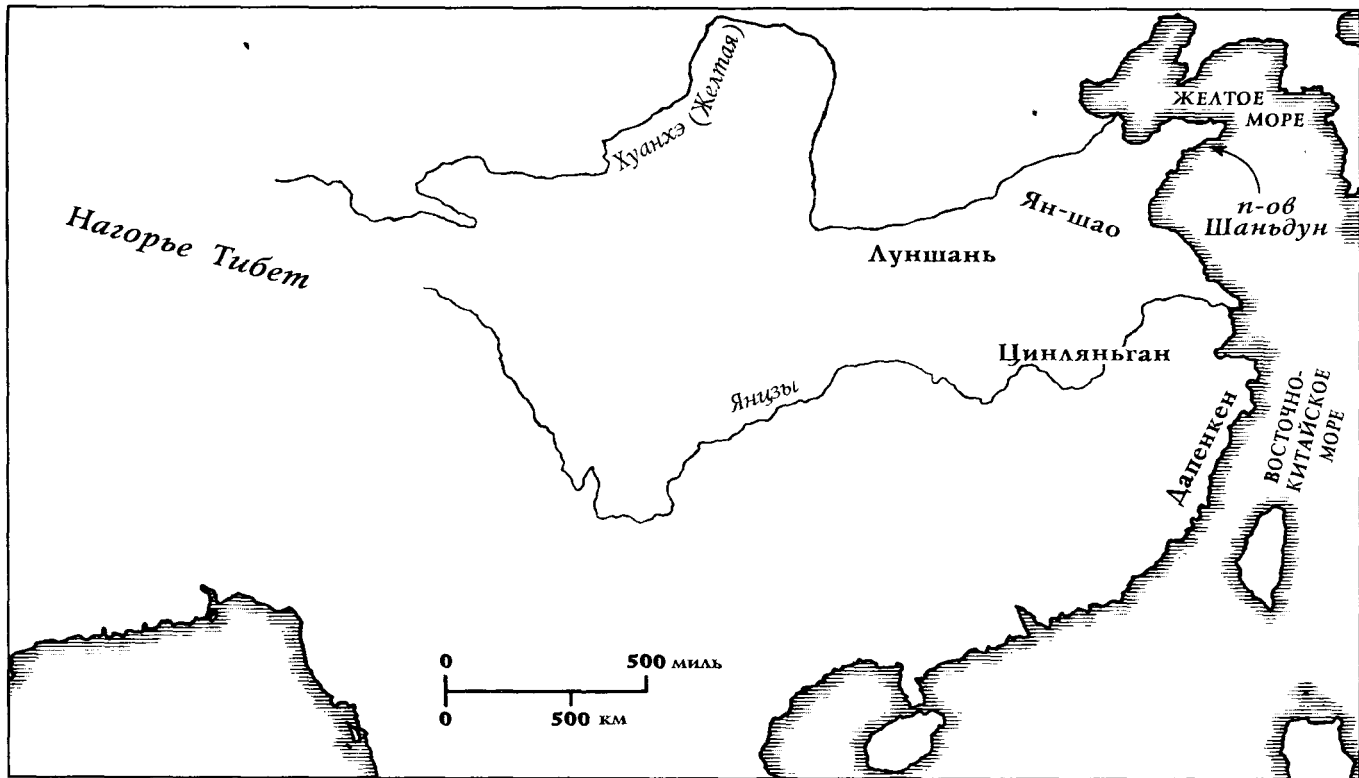 Хуанхэ (Желтая)
ЖЕЛТОЕ
МОРЕ
Нагорье Тибет
Ян-шао
п-ов
Шаньдун
Луншань
Цинляньган
Янцзы
Дапенкен
ВОСТОЧНО-
КИТАЙСКОЕ
МОРЕ
0 500 миль
0 500 км